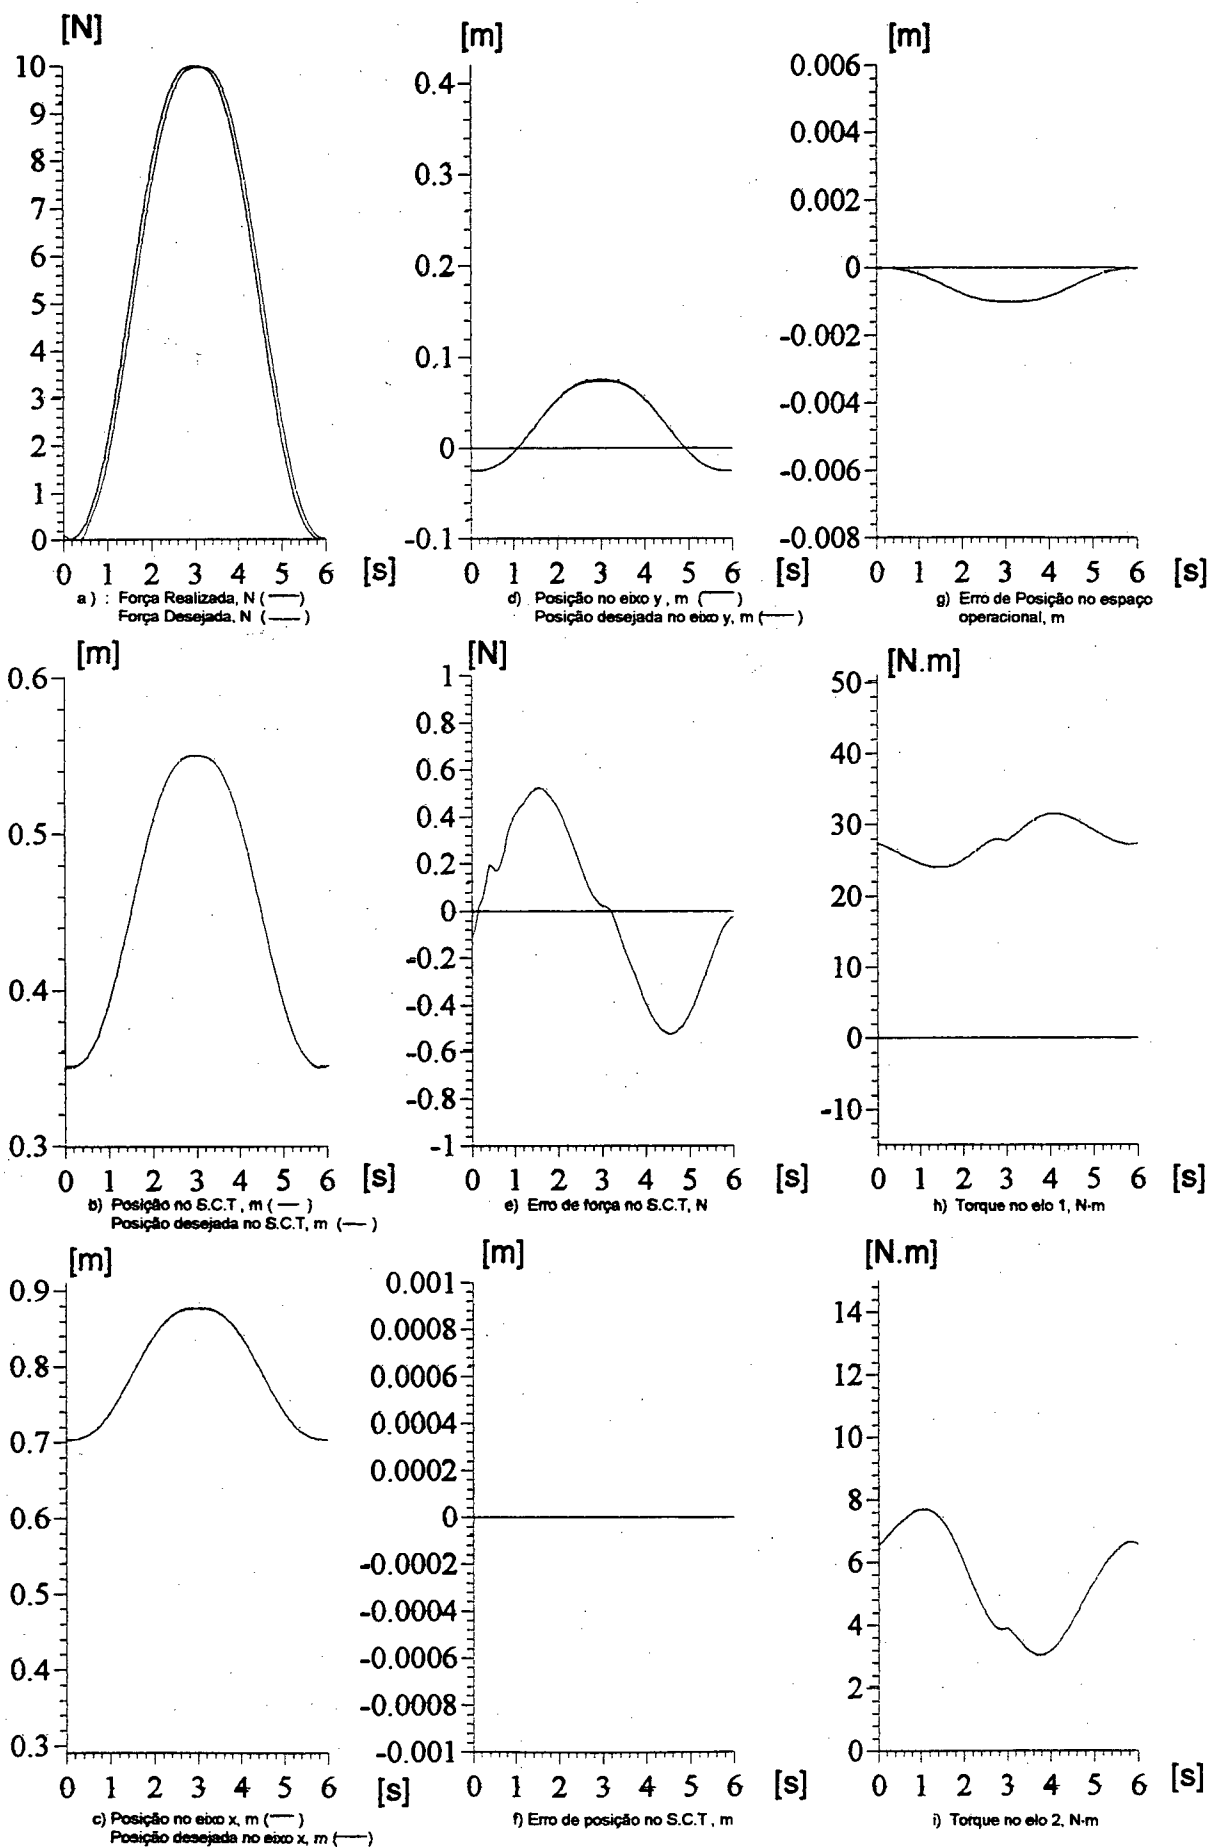 [N]
10
9
8
7
6
5
4
3
2
1
0
0 1 2 3 4 5 6 [s]
a ) : Força Realizada, N ( — )
Força Desejada, N ( — )
[m]
0.4
0.3
0.2
0.1
0
-0.1
0 1 2 3 4 5 6 [s]
d) Posição no eixo y , m ( — )
Posição desejada no eixo y, m ( — )
[m]
0.006
0.004
0.002
0
-0.002
-0.004
-0.006
-0.008
0 1 2 3 4 5 6 [s]
g) Erro de Posição no espaço
operacional, m
[m]
0.6
0.5
0.4
0.3
0 1 2 3 4 5 6 [s]
b) Posição no S.C.T , m ( — )
Posição desejada no S.C.T, m ( — )
[N]
1
0.8
0.6
0.4
0.2
0
-0.2
-0.4
-0.6
-0.8
-1
0 1 2 3 4 5 6 [s]
e) Erro de força no S.C.T, N
[N.m]
50
40
30
20
10
0
-10
0 1 2 3 4 5 6 [s]
h) Torque no elo 1, N-m
[m]
0.9
0.8
0.7
0.6
0.5
0.4
0.3
0 1 2 3 4 5 6 [s]
c) Posição no eixo x, m ( — )
Posição desejada no eixo x, m ( — )
[m]
0.001
0.0008
0.0006
0.0004
0.0002
0
-0.0002
-0.0004
-0.0006
-0.0008
-0.001
0 1 2 3 4 5 6 [s]
f) Erro de posição no S.C.T , m
[N.m]
14
12
10
8
6
4
2
0
0 1 2 3 4 5 6 [s]
i) Torque no elo 2, N-m